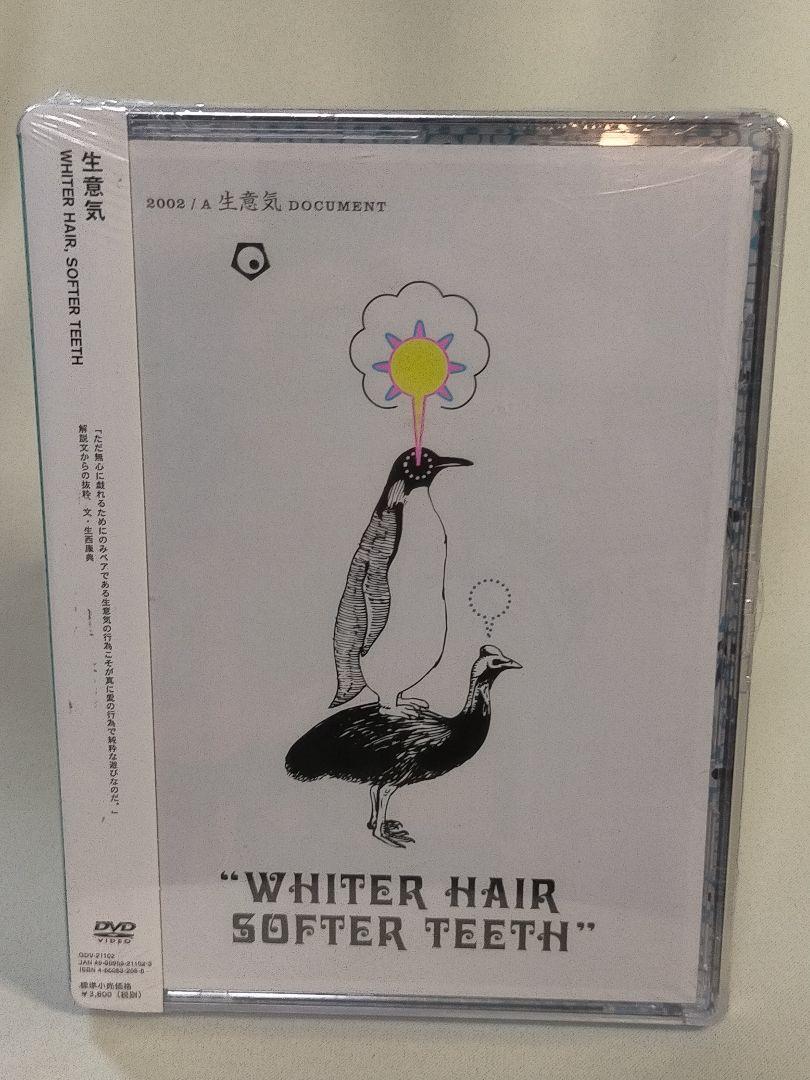 生意気
WHITER HAIR, SOFTER TEETH
「ただ無心に戯れるためにのみペアである生意気の行為こそが真に愛の行為で純粋な遊びなのだ。」
解説文からの抜粋 文・生西康典
DVD
VIDEO
標準小売価格
¥3,800(税別)
2002 / A 生意気 DOCUMENT
“WHITER HAIR
SOFTER TEETH”